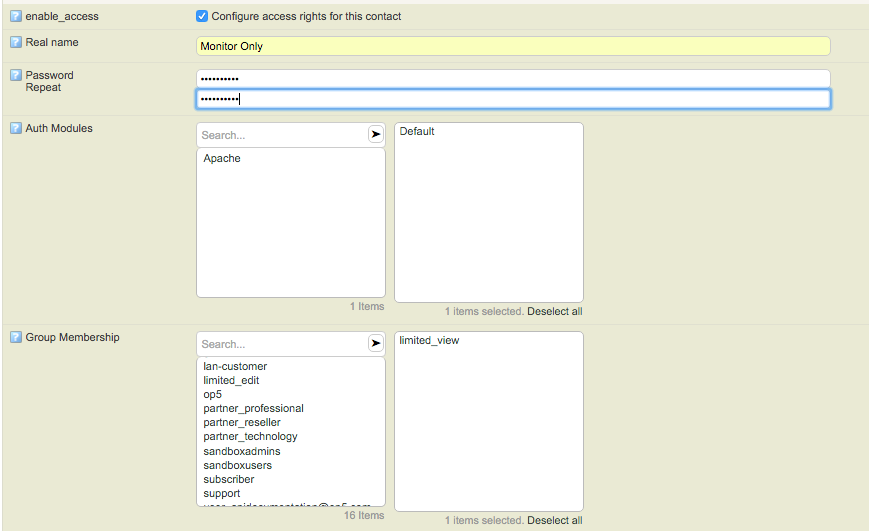 enable_access
Configure access rights for this contact
Real name
Monitor Only
Password
Repeat
Auth Modules
Search...
Apache
Default
1 Items
1 items selected. Deselect all
Group Membership
Search...
lan-customer
limited_edit
op5
partner_professional
partner_reseller
partner_technology
sandboxadmins
sandboxusers
subscriber
support
limited_view
16 Items
1 items selected. Deselect all